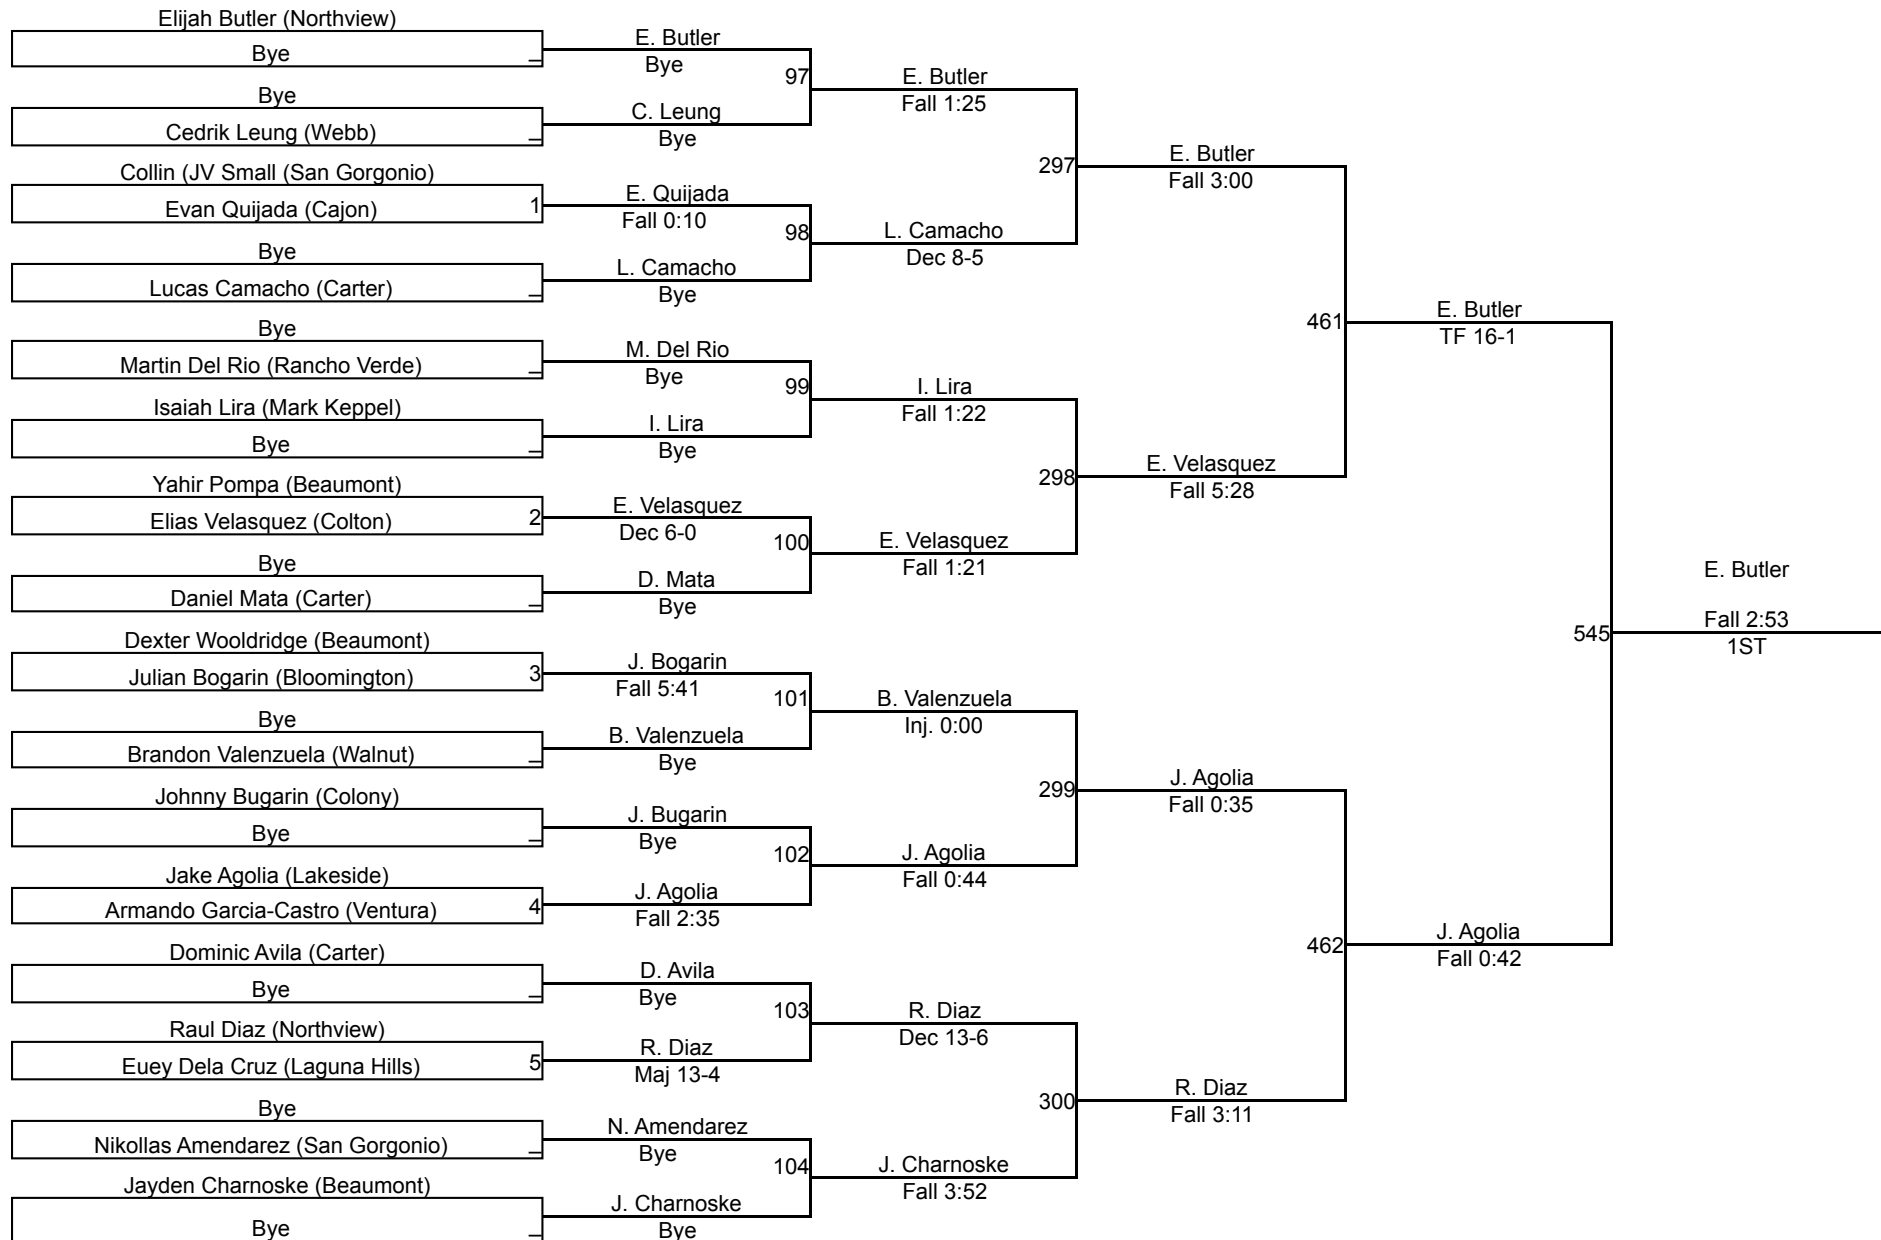 Elijah Butler (Northview)
Bye
Bye
Cedrik Leung (Webb)
Collin (JV Small (San Gorgonio)
Evan Quijada (Cajon)
1
Bye
Lucas Camacho (Carter)
Bye
Martin Del Rio (Rancho Verde)
Isaiah Lira (Mark Keppel)
Bye
Yahir Pompa (Beaumont)
Elias Velasquez (Colton)
2
Bye
Daniel Mata (Carter)
Dexter Wooldridge (Beaumont)
Julian Bogarin (Bloomington)
3
Bye
Brandon Valenzuela (Walnut)
Johnny Bugarin (Colony)
Bye
Jake Agolia (Lakeside)
Armando Garcia-Castro (Ventura)
4
Dominic Avila (Carter)
Bye
Raul Diaz (Northview)
Euey Dela Cruz (Laguna Hills)
5
Bye
Nikollas Amendarez (San Gorgonio)
Jayden Charnoske (Beaumont)
Bye
E. Butler
Bye
97
C. Leung
Bye
E. Quijada
Fall 0:10
98
L. Camacho
Bye
M. Del Rio
Bye
99
I. Lira
Bye
E. Velasquez
Dec 6-0
100
D. Mata
Bye
J. Bogarin
Fall 5:41
101
B. Valenzuela
Bye
J. Bugarin
Bye
102
J. Agolia
Fall 2:35
D. Avila
Bye
103
R. Diaz
Maj 13-4
N. Amendarez
Bye
104
J. Charnoske
Bye
E. Butler
Fall 1:25
297
L. Camacho
Dec 8-5
I. Lira
Fall 1:22
298
E. Velasquez
Fall 1:21
B. Valenzuela
Inj. 0:00
299
J. Agolia
Fall 0:44
R. Diaz
Dec 13-6
300
J. Charnoske
Fall 3:52
E. Butler
Fall 3:00
461
E. Velasquez
Fall 5:28
J. Agolia
Fall 0:35
462
R. Diaz
Fall 3:11
E. Butler
TF 16-1
545
J. Agolia
Fall 0:42
E. Butler
Fall 2:53
1ST